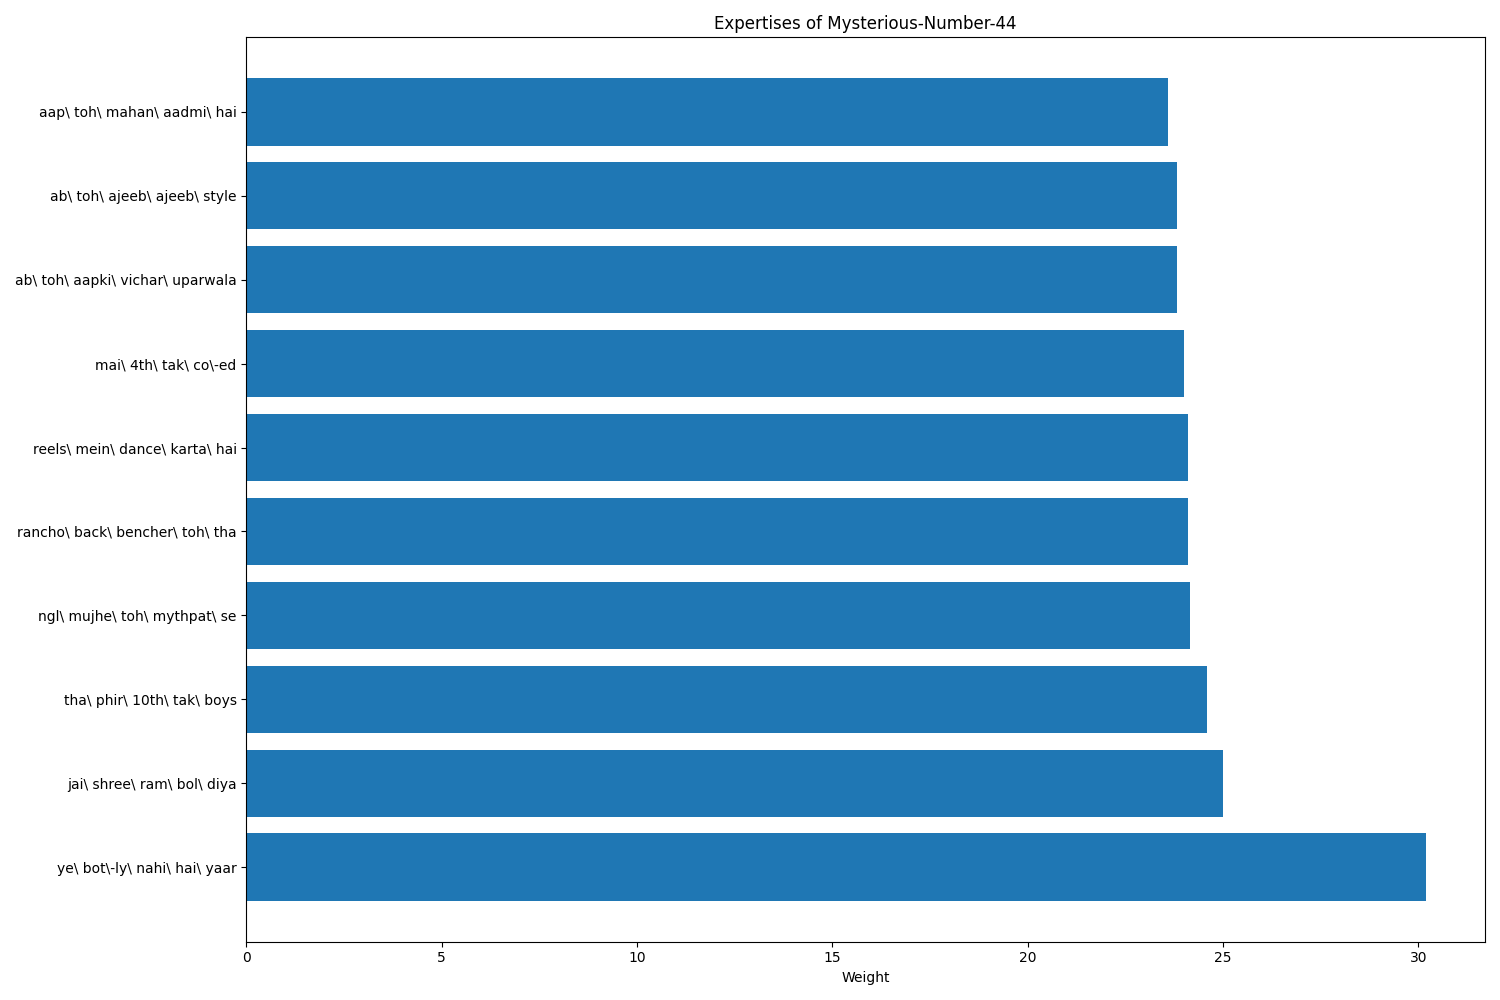 Expertises of Mysterious-Number-44
aap\ toh\ mahan\ aadmi\ hai
ab\ toh\ ajeeb\ ajeeb\ style
ab\ toh\ aapki\ vichar\ uparwala
mai\ 4th\ tak\ co\-ed
reels\ mein\ dance\ karta\ hai
rancho\ back\ bencher\ toh\ tha
ngl\ mujhe\ toh\ mythpat\ se
tha\ phir\ 10th\ tak\ boys
jai\ shree\ ram\ bol\ diya
ye\ bot\-ly\ nahi\ hai\ yaar
0 5 10 15 20 25 30
Weight